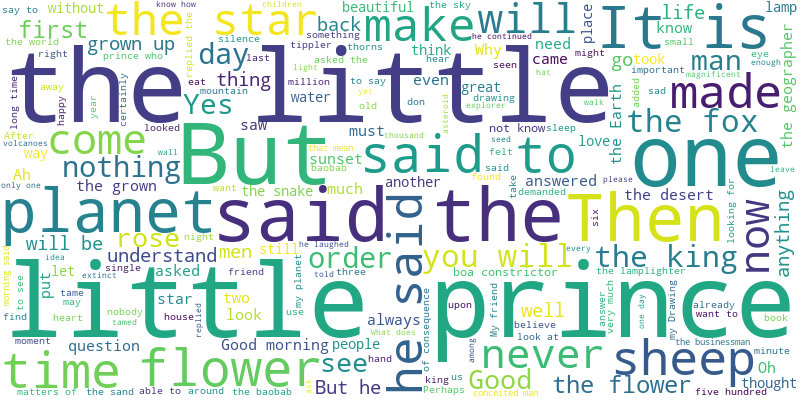 say to
without
know how
children
the star
make
will
beautiful
the sky
It is
life
lamp
first
replied the
silence
back
place
know
grown up
prince who
something
tippler
thorns
he continued
need
small
day
last
asked the
hear
think
Why
came
might
go
took
man
eye
enough
right
the world
the little
long time
happy
year
certainly
eat
thing
light
million
to say
even
seen
hat
important
magnificent
away
mountain
water
old
don
great
drawing
explorer
walk
added
sad
made
the geographer
Yes
yet
asteroid
After
looked
saw
But
must
thousand
not know
sleep
the Earth
the fox
volcanoes
come
wall
that mean
seed
love
way
nothing
sunset
baobab
said to
felt
said
one
leave
Ah
only one
the grown
want
the snake
much
another
answered
found
take
please
demanded
the desert
planet
said the
Then
six
looking for
now
anything
will be
rose
night
men
still
he laughed
order
he said
you will
every
the king
morning said
idea
understand
to see
put
let
single
asked
friend
my planet
told
three
boa constrictor
the lamplighter
extinct
little prince
tame
may
star
two
use
nobody
house
upon
My friend
answer
very much
one day
my Drawing
already
want to
find
heart
tamed
replied
look
always
of consequence
well
believe
look at
book
moment
question
Good morning
people
What does
among
the businessman
minute
time
flower
see
hand
never
sheep
Oh
king
us
Good
But he
Perhaps
the flower
thought
matters of
the sand
able to
around
the baobab
ask
conceited man
five hundred